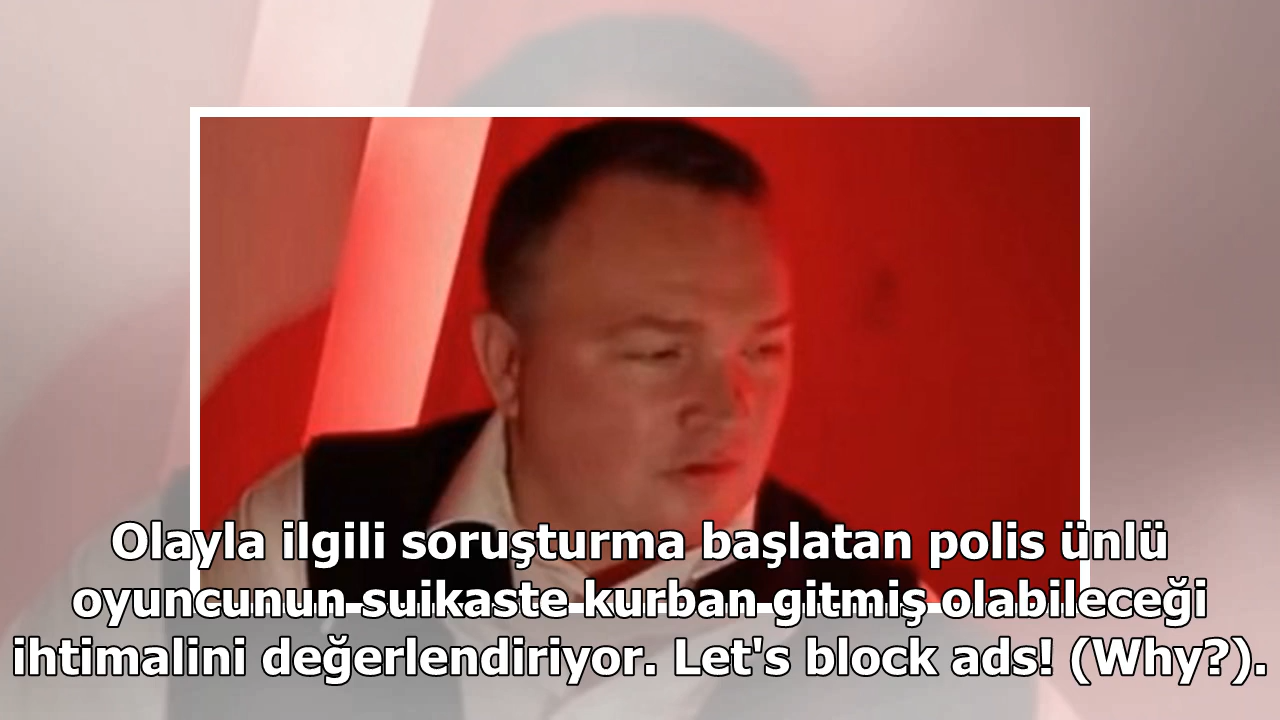 Olayla ilgili soruşturma başlatan polis ünlü
oyuncunun suikaste kurban gitmiş olabileceği
ihtimalini değerlendiriyor. Let's block ads! (Why?).